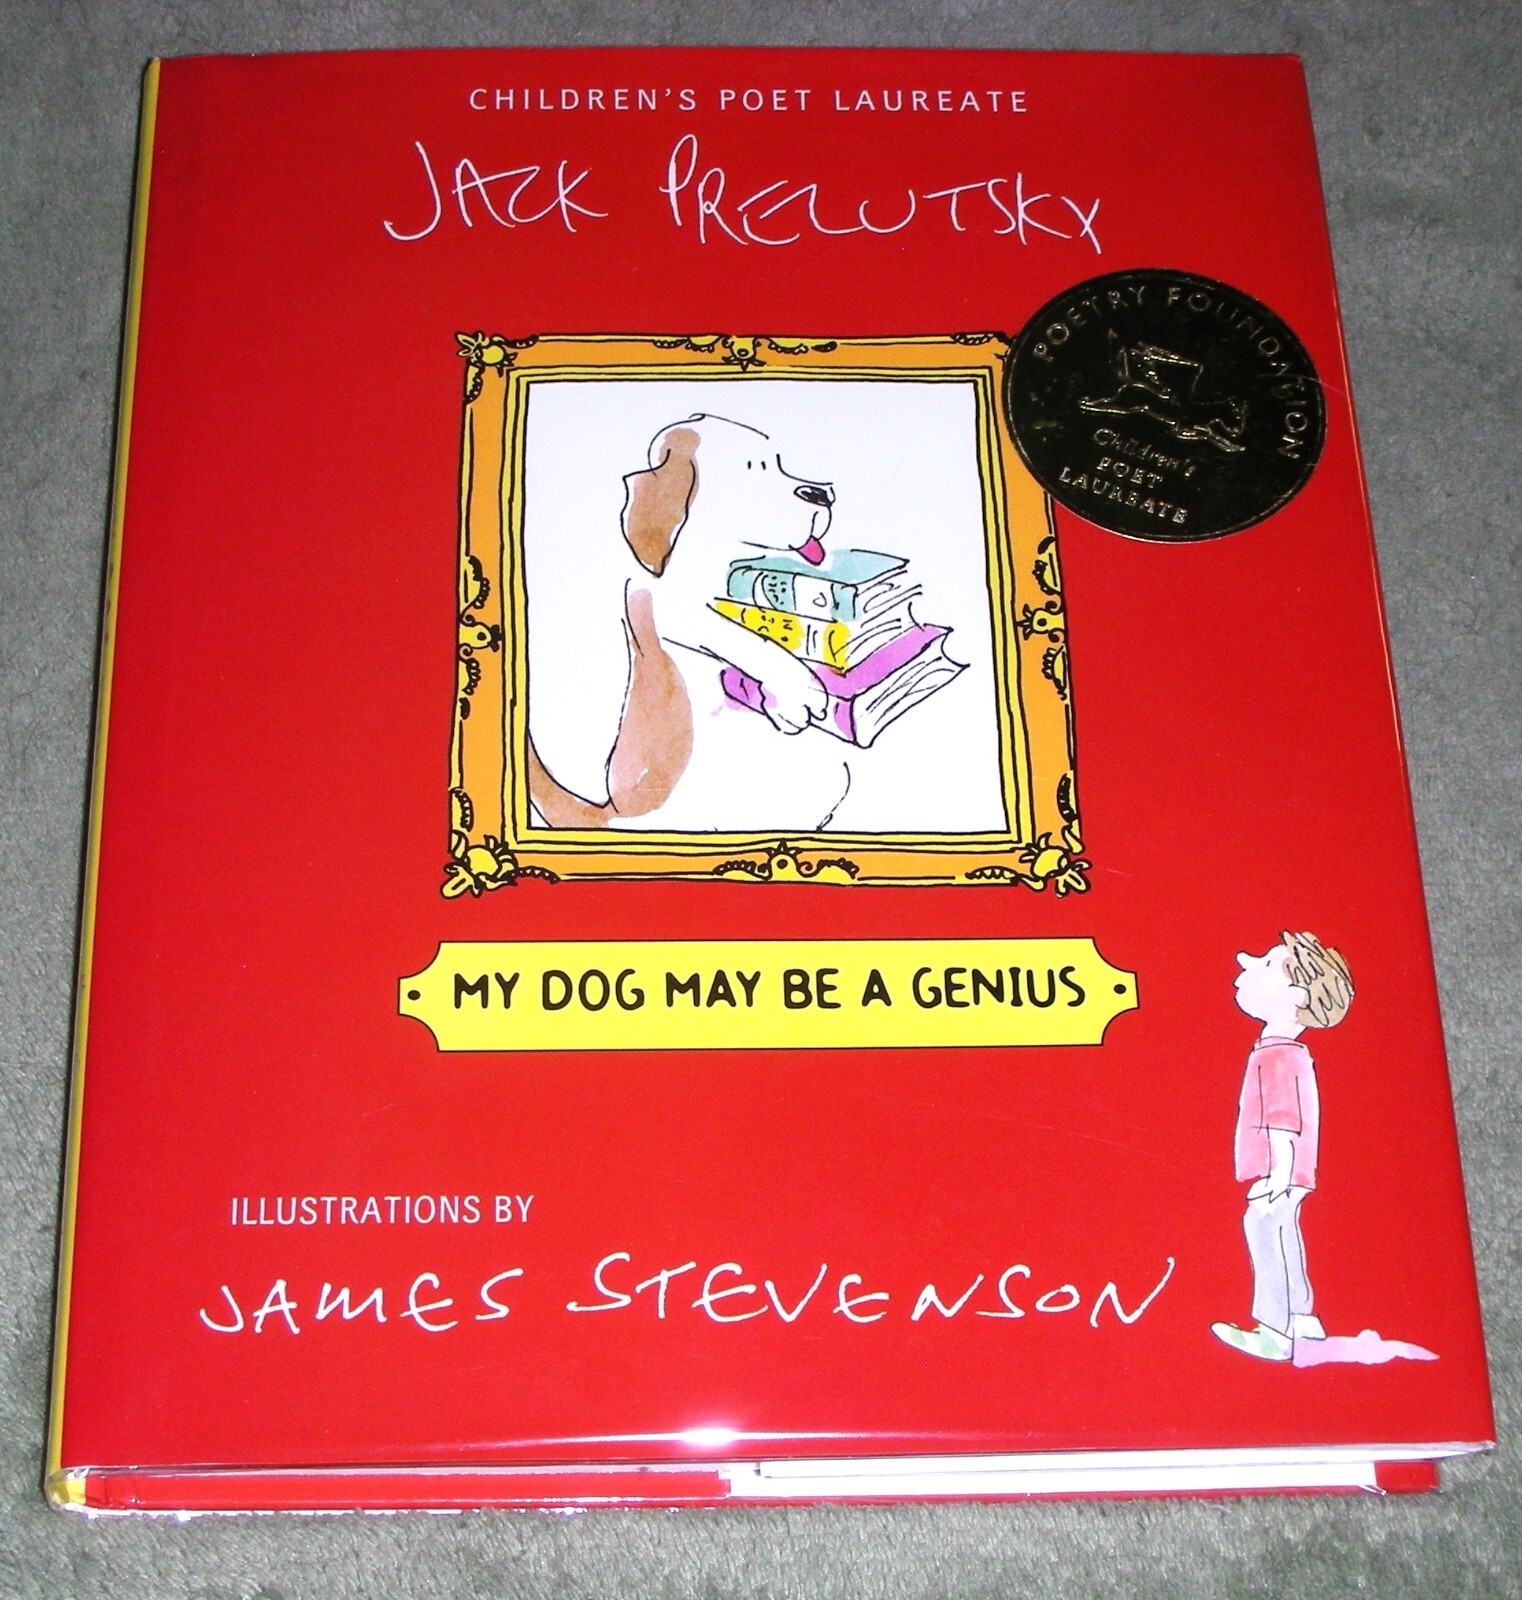 CHILDREN'S POET LAUREATE
JACK PRELUTSKY
POETRY FOUNDATION
Children's
POET
LAUREATE
MY DOG MAY BE A GENIUS
ILLUSTRATIONS BY
JAMES STEVENSON